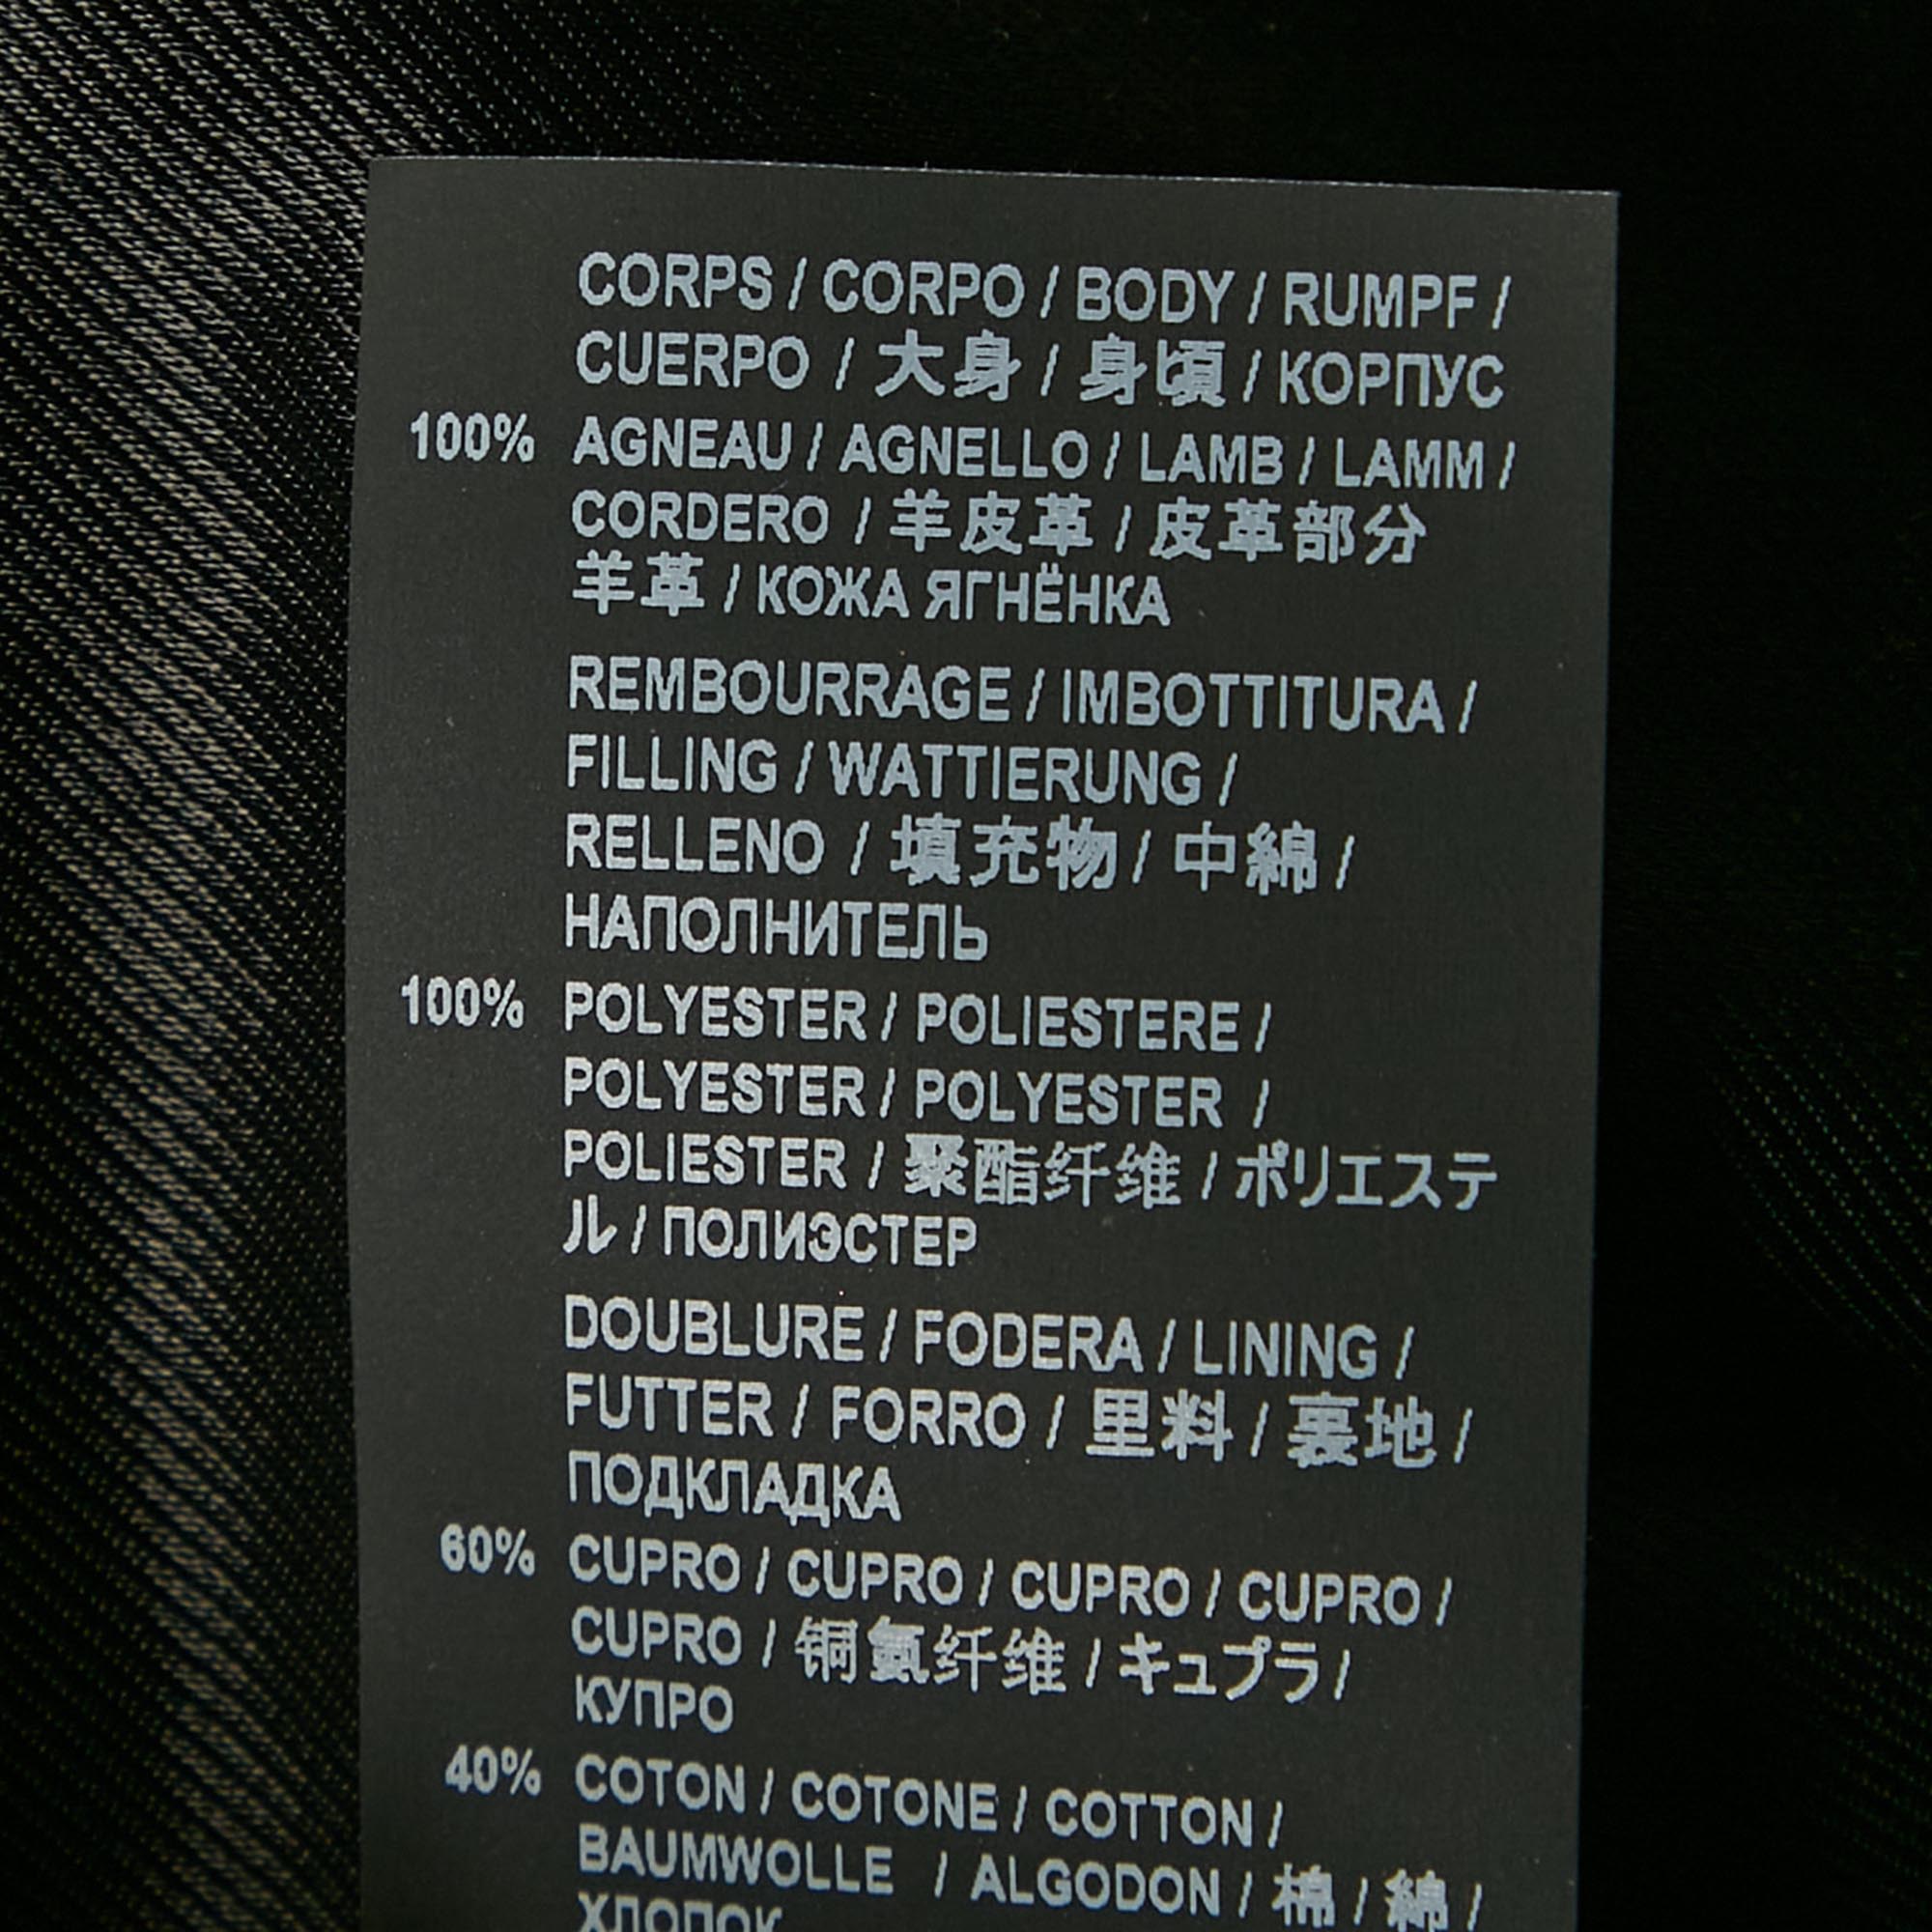 CORPS / CORPO / BODY / RUMPF /
CUERPO / 大身 / 身頃 / КОРПУС
100% AGNEAU / AGNELLO / LAMB / LAMM /
CORDERO / 羊皮革 / 皮革部分
羊革 / КОЖА ЯГНЁНКА
REMBOURRAGE / IMBOTTITURA /
FILLING / WATTIERUNG /
RELLENO / 填充物 / 中綿 /
НАПОЛНИТЕЛЬ
100% POLYESTER / POLIESTERE /
POLYESTER / POLYESTER /
POLIESTER / 聚酯纤维 / ポリエステ
ル / ПОЛИЭСТЕР
DOUBLURE / FODERA / LINING /
FUTTER / FORRO / 里料 / 裏地 /
ПОДКЛАДКА
60% CUPRO / CUPRO / CUPRO / CUPRO /
CUPRO / 铜氨纤维 / キュプラ /
КУПРО
40% COTON / COTONE / COTTON /
BAUMWOLLE / ALGODON / 棉 / 綿 /
ХЛОПОК